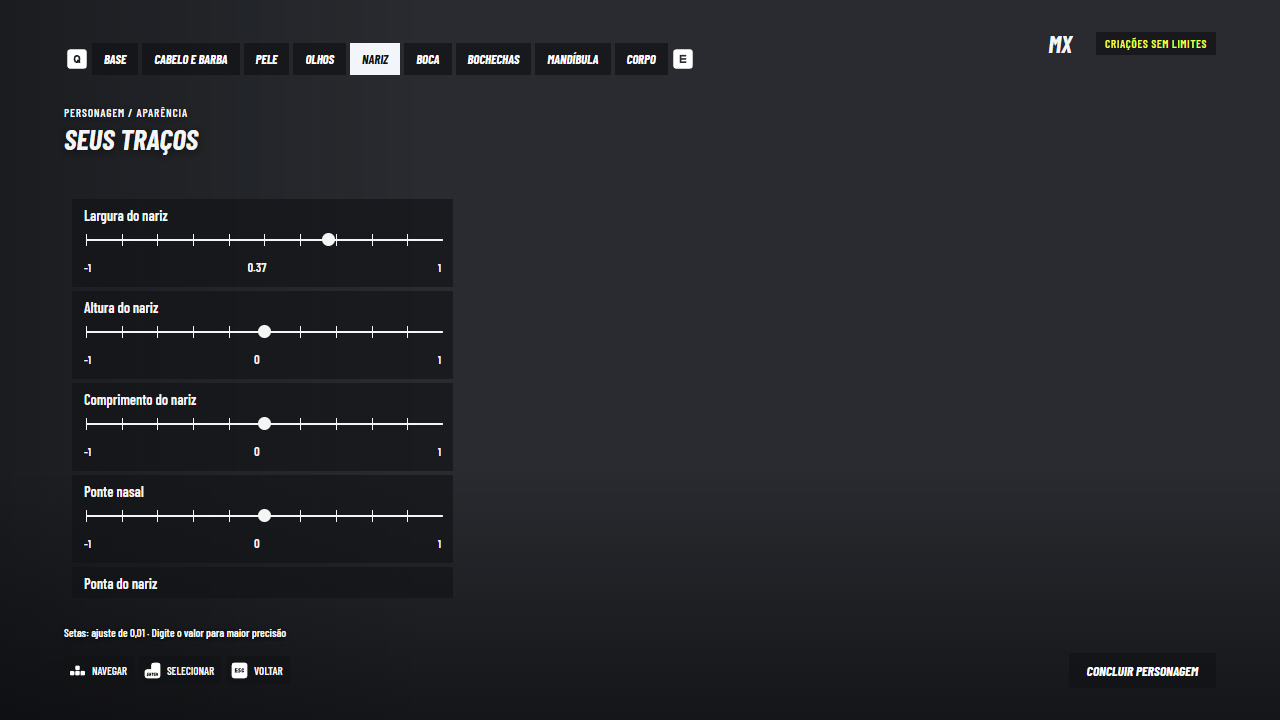 Q BASE CABELO E BARBA PELE OLHOS NARIZ BOCA BOCHECHAS MANDÍBULA CORPO E
MX CRIAÇÕES SEM LIMITES
PERSONAGEM / APARÊNCIA
SEUS TRAÇOS
Largura do nariz
-1 0.37 1
Altura do nariz
-1 0 1
Comprimento do nariz
-1 0 1
Ponte nasal
-1 0 1
Ponta do nariz
Setas: ajuste de 0,01 · Digite o valor para maior precisão
NAVEGAR ENTER SELECIONAR ESC VOLTAR
CONCLUIR PERSONAGEM